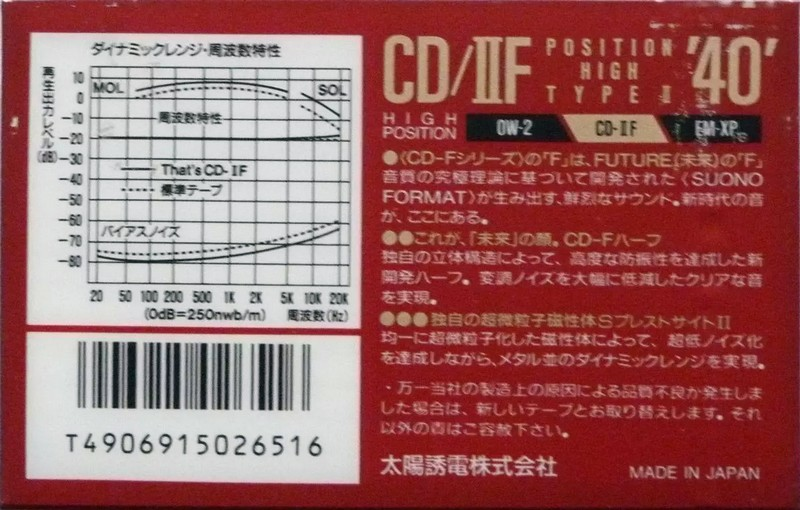 ダイナミックレンジ・周波数特性
再生出力レベル(dB)
10
0
-10
-20
-30
-40
-50
-60
-70
-80
MOL
SOL
周波数特性
That's CD-IIF
標準テープ
バイアスノイズ
20 50 100 200 500 1K 2K 5K 10K 20K
(0dB=250nwb/m) 周波数(Hz)
T4906915026516
CD/IIF POSITION HIGH TYPE II '40'
HIGH POSITION OW-2 CD-IIF EM-XP
●〈CD-Fシリーズ〉の「F」は、FUTURE(未来)の「F」
音質の究極理論に基づいて開発された〈SUONO
FORMAT〉が生み出す、鮮烈なサウンド。新時代の音
が、ここにある。
●●これが、「未来」の顔。CD-Fハーフ
独自の立体構造によって、高度な防振性を達成した新
開発ハーフ。変調ノイズを大幅に低減したクリアな音
を実現。
●●●独自の超微粒子磁性体SプレストサイトII
均一に超微粒子化した磁性体によって、超低ノイズ化
を達成しながら、メタル並のダイナミックレンジを実現。
・万一当社の製造上の原因による品質不良が発生しま
した場合は、新しいテープとお取り替えします。それ
以外の責はご容赦下さい。
太陽誘電株式会社
MADE IN JAPAN